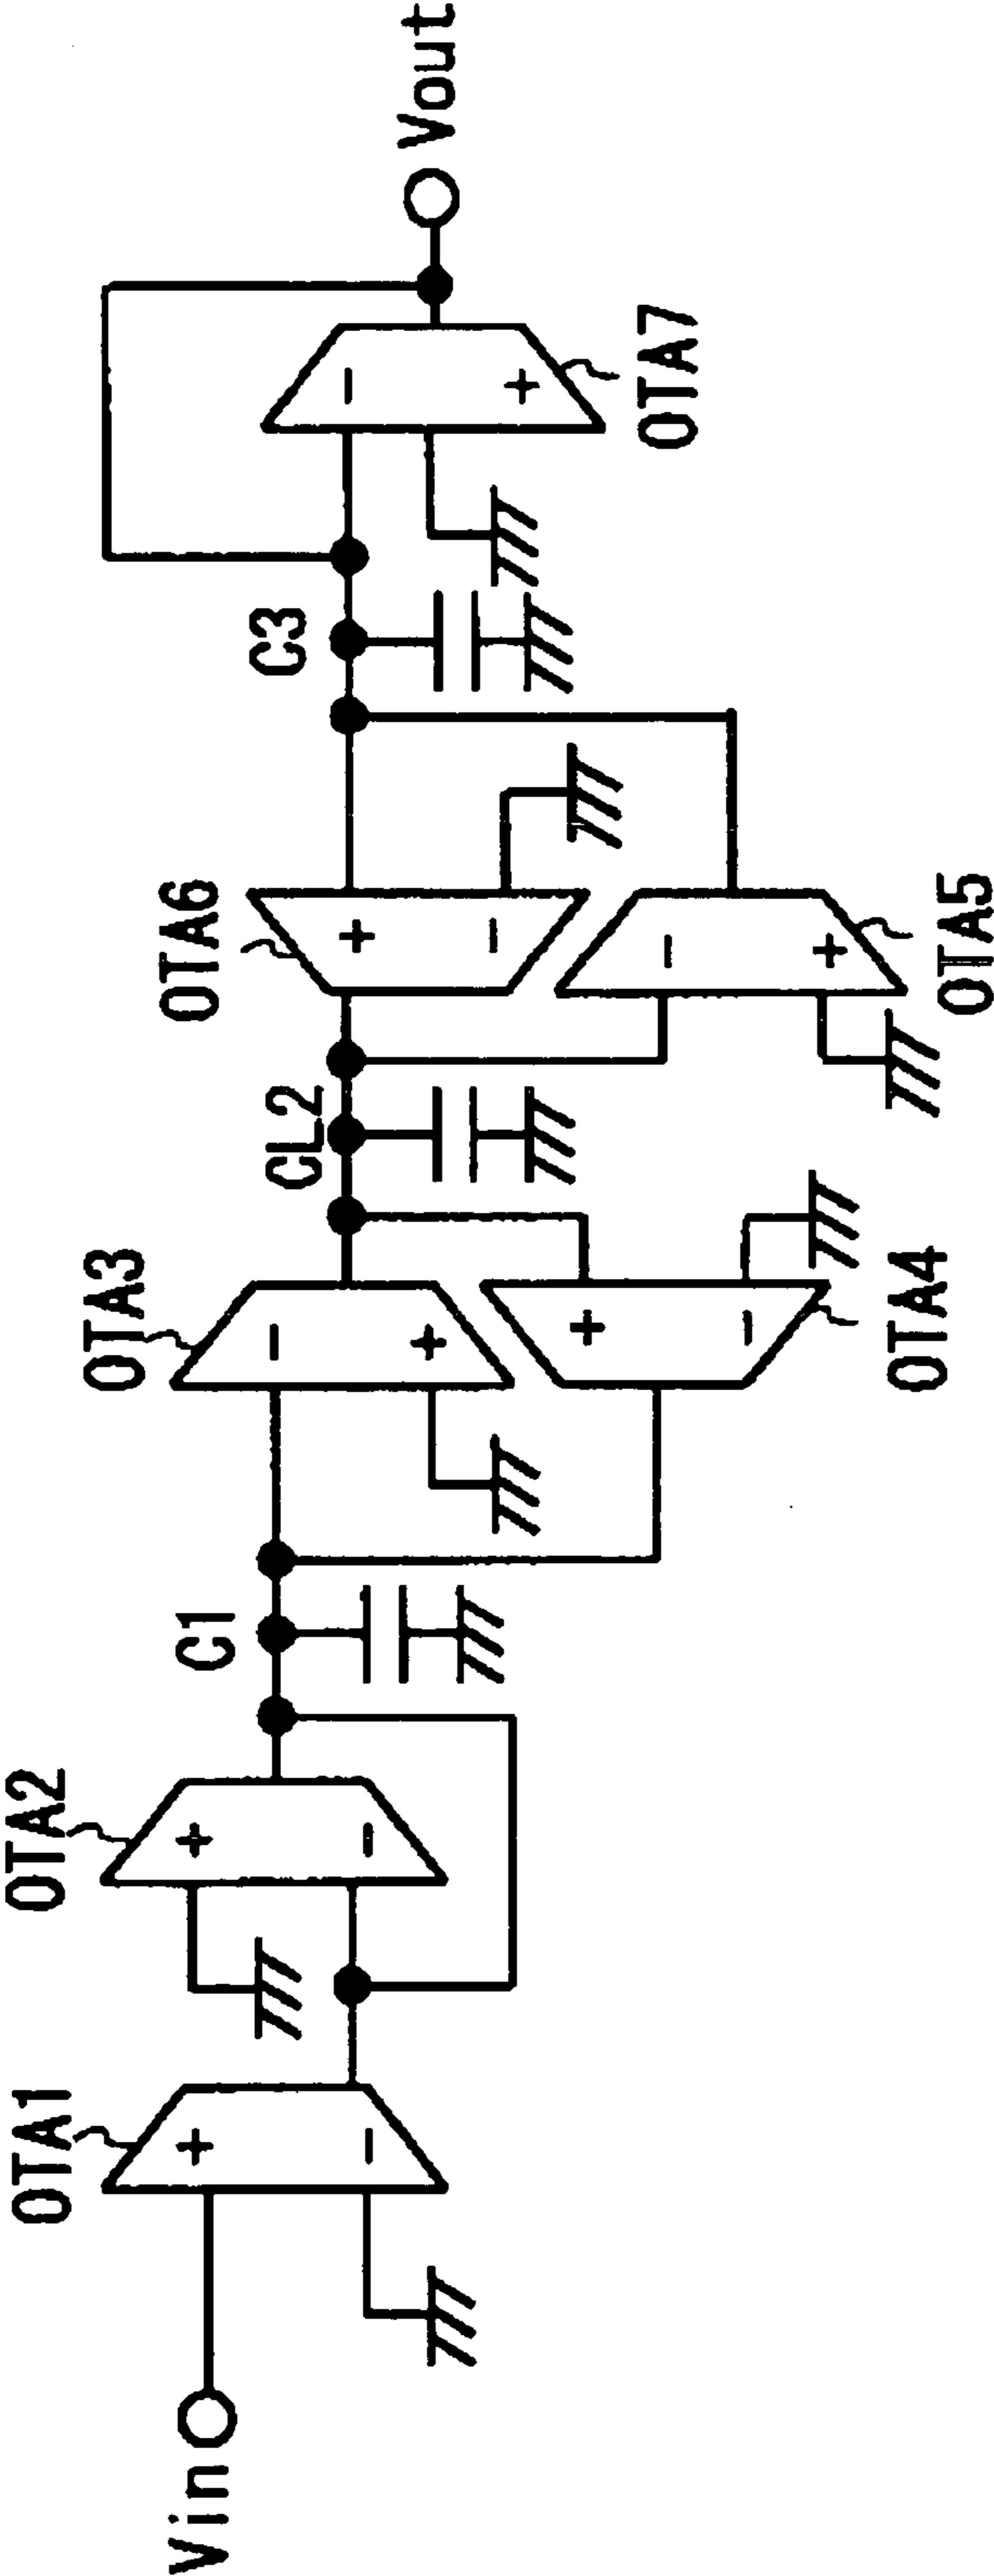 Vin
OTA1
+
−
OTA2
+
−
C1
OTA3
−
+
OTA4
+
−
CL2
OTA6
+
−
OTA5
−
+
C3
OTA7
−
+
Vout